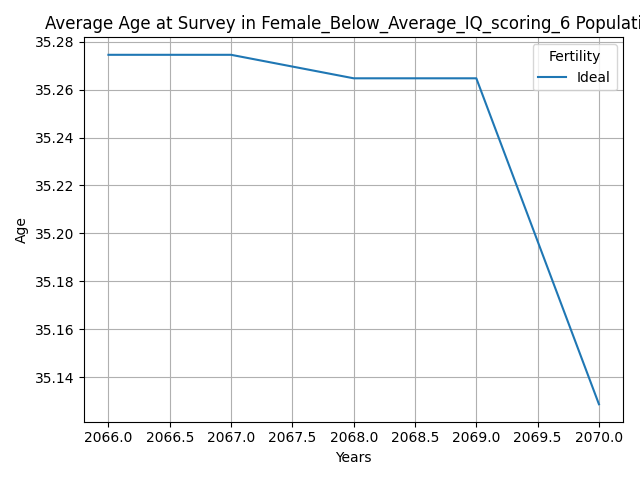 Average Age at Survey in Female_Below_Average_IQ_scoring_6 Populati
35.28
35.26
35.24
35.22
35.20
35.18
35.16
35.14
Age
Fertility
Ideal
2066.0 2066.5 2067.0 2067.5 2068.0 2068.5 2069.0 2069.5 2070.0
Years